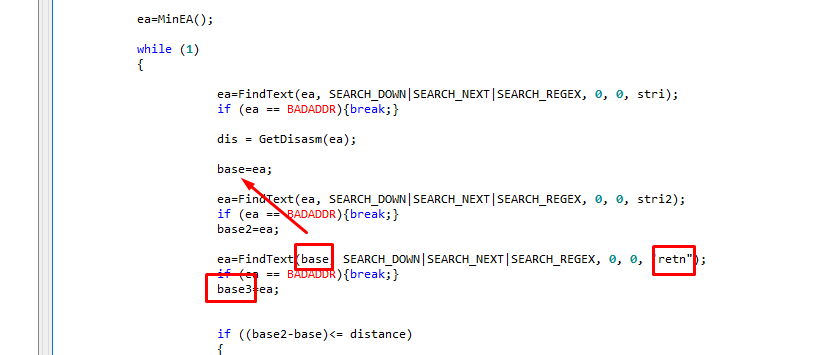 ea=MinEA();
while (1)
{
ea=FindText(ea, SEARCH_DOWN|SEARCH_NEXT|SEARCH_REGEX, 0, 0, stri);
if (ea == BADADDR){break;}
dis = GetDisasm(ea);
base=ea;
ea=FindText(ea, SEARCH_DOWN|SEARCH_NEXT|SEARCH_REGEX, 0, 0, stri2);
if (ea == BADADDR){break;}
base2=ea;
ea=FindText(base, SEARCH_DOWN|SEARCH_NEXT|SEARCH_REGEX, 0, 0, "retn");
if (ea == BADADDR){break;}
base3=ea;
if ((base2-base)<= distance)
{